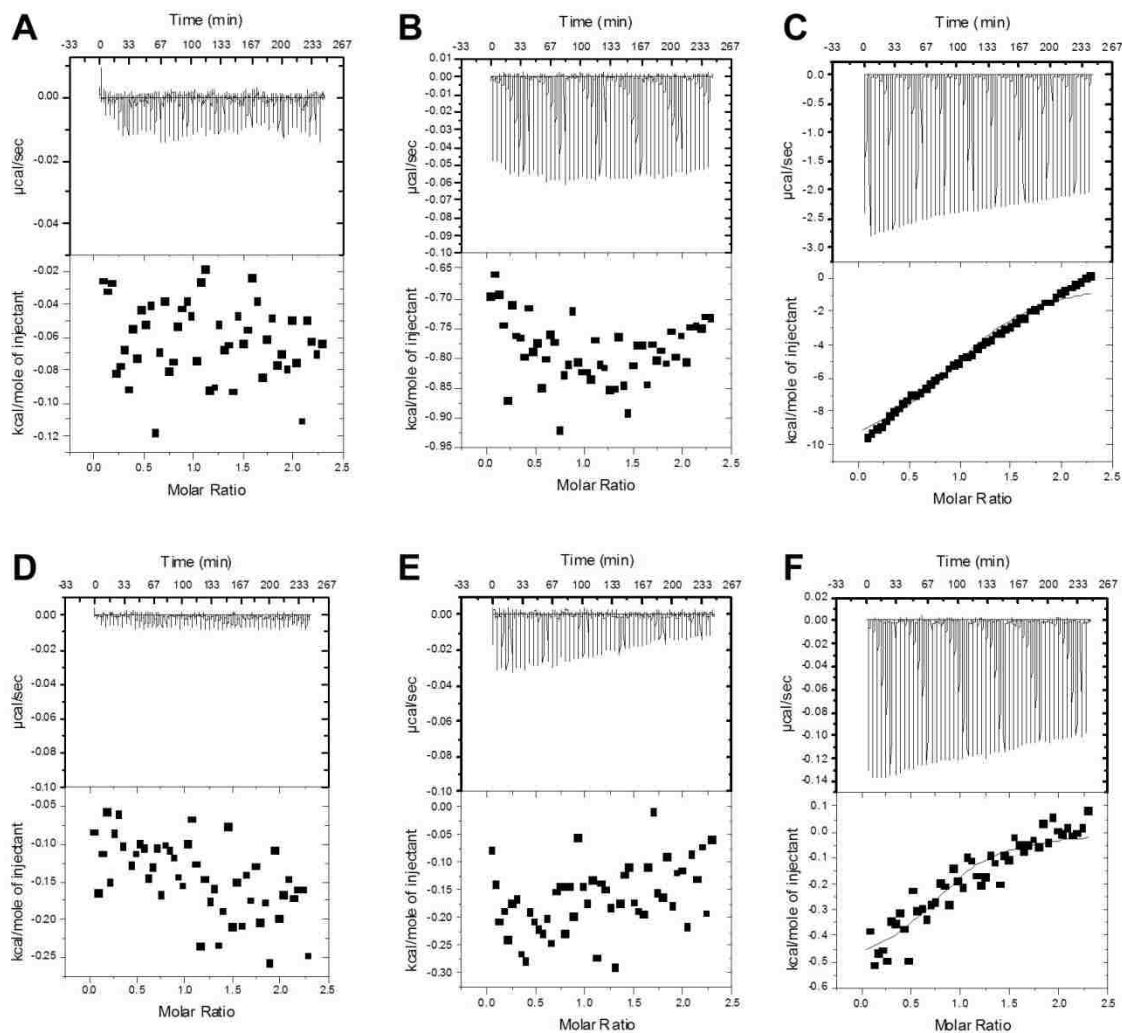 A
Time (min)
-33 0 33 67 100 133 167 200 233 267
0.00
-0.02
-0.04
µcal/sec
-0.02
-0.04
-0.06
-0.08
-0.10
-0.12
kcal/mole of injectant
0.0 0.5 1.0 1.5 2.0 2.5
Molar Ratio
B
Time (min)
-33 0 33 67 100 133 167 200 233 267
0.01
0.00
-0.01
-0.02
-0.03
-0.04
-0.05
-0.06
-0.07
-0.08
-0.09
-0.10
µcal/sec
-0.65
-0.70
-0.75
-0.80
-0.85
-0.90
-0.95
kcal/mole of injectant
0.0 0.5 1.0 1.5 2.0 2.5
Molar Ratio
C
Time (min)
-33 0 33 67 100 133 167 200 233 267
0.0
-0.5
-1.0
-1.5
-2.0
-2.5
-3.0
µcal/sec
0
-2
-4
-6
-8
-10
kcal/mole of injectant
0.0 0.5 1.0 1.5 2.0 2.5
Molar Ratio
D
Time (min)
-33 0 33 67 100 133 167 200 233 267
0.00
-0.02
-0.04
-0.06
-0.08
-0.10
µcal/sec
-0.05
-0.10
-0.15
-0.20
-0.25
kcal/mole of injectant
0.0 0.5 1.0 1.5 2.0 2.5
Molar Ratio
E
Time (min)
-33 0 33 67 100 133 167 200 233 267
0.00
-0.02
-0.04
-0.06
-0.08
-0.10
µcal/sec
0.00
-0.05
-0.10
-0.15
-0.20
-0.25
-0.30
kcal/mole of injectant
0.0 0.5 1.0 1.5 2.0 2.5
Molar Ratio
F
Time (min)
-33 0 33 67 100 133 167 200 233 267
0.02
0.00
-0.02
-0.04
-0.06
-0.08
-0.10
-0.12
-0.14
µcal/sec
0.1
0.0
-0.1
-0.2
-0.3
-0.4
-0.5
-0.6
kcal/mole of injectant
0.0 0.5 1.0 1.5 2.0 2.5
Molar Ratio